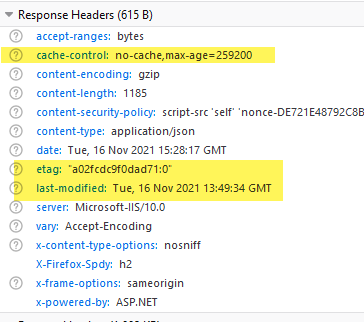 Response Headers (615 B)
accept-ranges: bytes
cache-control: no-cache,max-age=259200
content-encoding: gzip
content-length: 1185
content-security-policy: script-src 'self' 'nonce-DE721E48792C8B
content-type: application/json
date: Tue, 16 Nov 2021 15:28:17 GMT
etag: "a02fcdc9f0dad71:0"
last-modified: Tue, 16 Nov 2021 13:49:34 GMT
server: Microsoft-IIS/10.0
vary: Accept-Encoding
x-content-type-options: nosniff
X-Firefox-Spdy: h2
x-frame-options: sameorigin
x-powered-by: ASP.NET